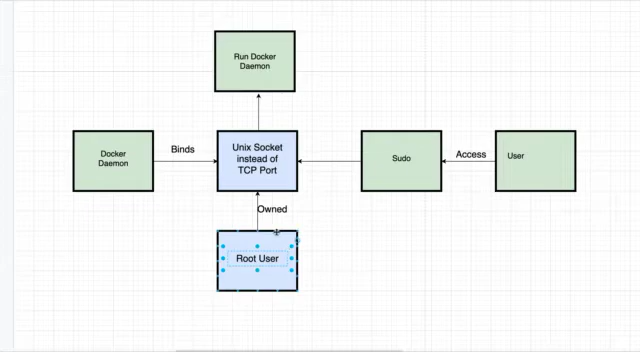 Run Docker
Daemon
Docker
Daemon
Binds
Unix Socket
instead of
TCP Port
Sudo
Access
User
Owned
Root User